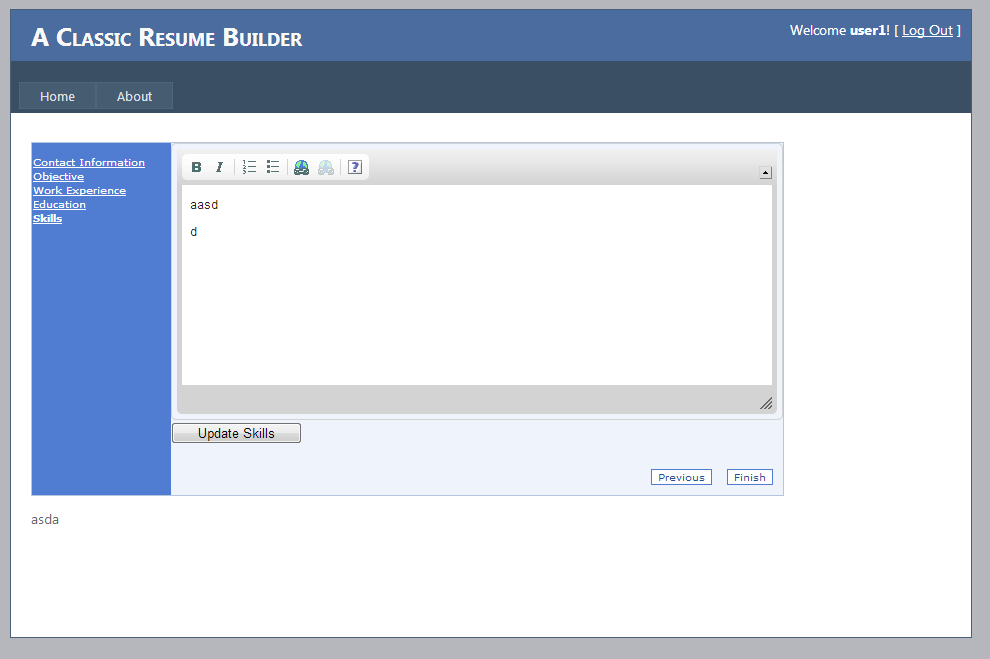 A Classic Resume Builder
Welcome user1! [ Log Out ]
Home About
Contact Information
Objective
Work Experience
Education
Skills
B I ?
aasd
d
Update Skills
Previous Finish
asda